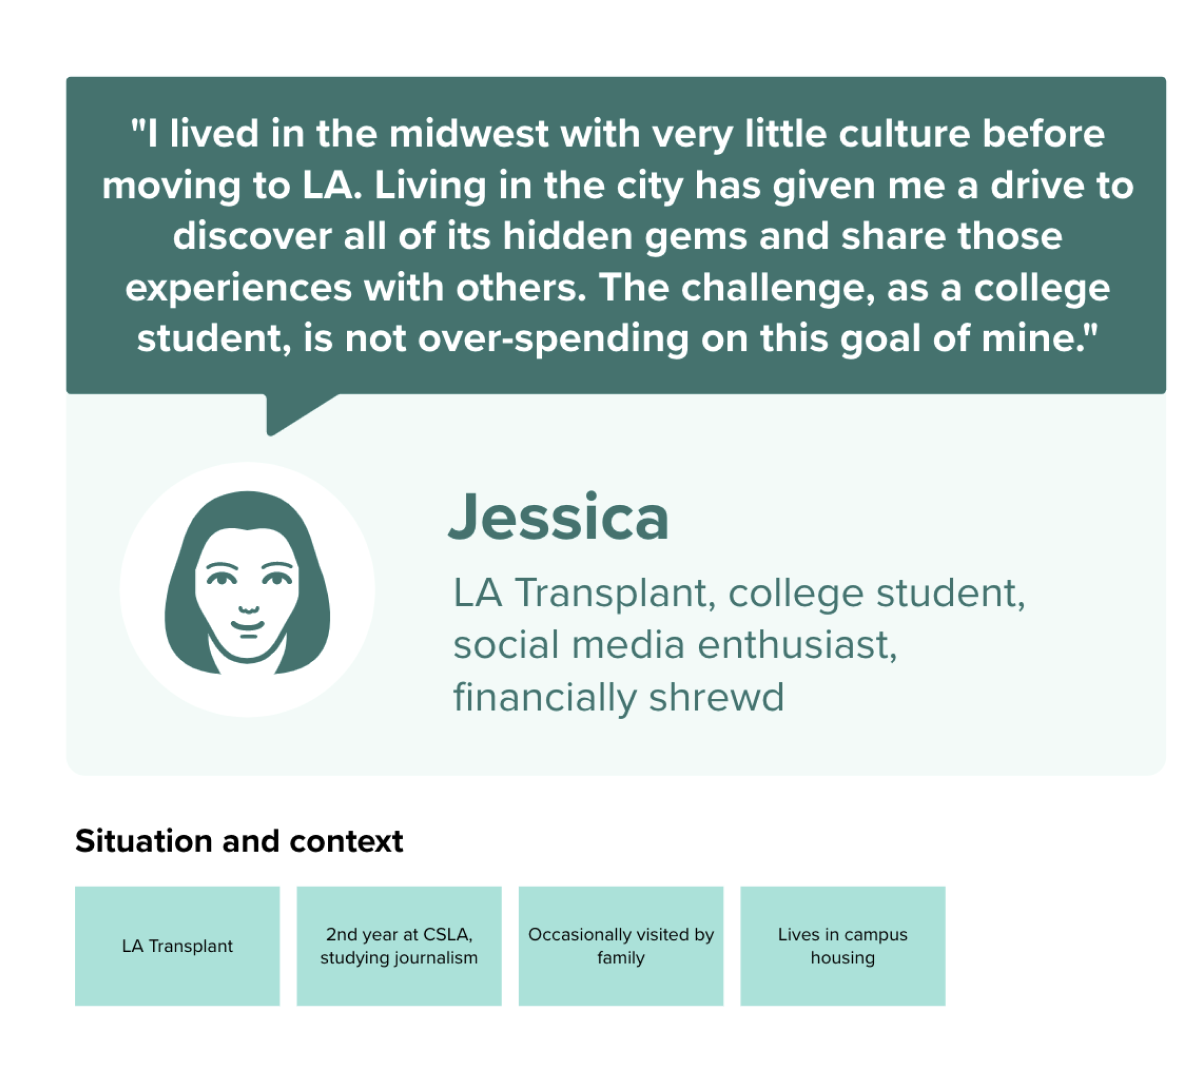 "I lived in the midwest with very little culture before
moving to LA. Living in the city has given me a drive to
discover all of its hidden gems and share those
experiences with others. The challenge, as a college
student, is not over-spending on this goal of mine."
Jessica
LA Transplant, college student,
social media enthusiast,
financially shrewd
Situation and context
LA Transplant
2nd year at CSLA,
studying journalism
Occasionally visited by
family
Lives in campus
housing